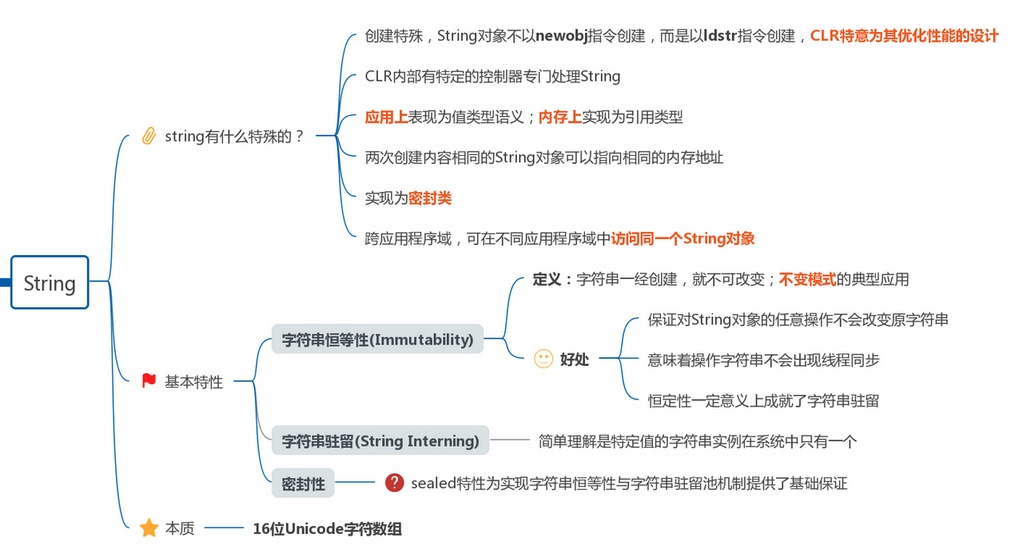 创建特殊，String对象不以newobj指令创建，而是以ldstr指令创建，CLR特意为其优化性能的设计
CLR内部有特定的控制器专门处理String
应用上表现为值类型语义；内存上实现为引用类型
string有什么特殊的？
两次创建内容相同的String对象可以指向相同的内存地址
实现为密封类
跨应用程序域，可在不同应用程序域中访问同一个String对象
String
定义：字符串一经创建，就不可改变；不变模式的典型应用
字符串恒等性(Immutability)
保证对String对象的任意操作不会改变原字符串
好处
意味着操作字符串不会出现线程同步
恒定性一定意义上成就了字符串驻留
基本特性
字符串驻留(String Interning)
简单理解是特定值的字符串实例在系统中只有一个
密封性
sealed特性为实现字符串恒等性与字符串驻留池机制提供了基础保证
本质
16位Unicode字符数组